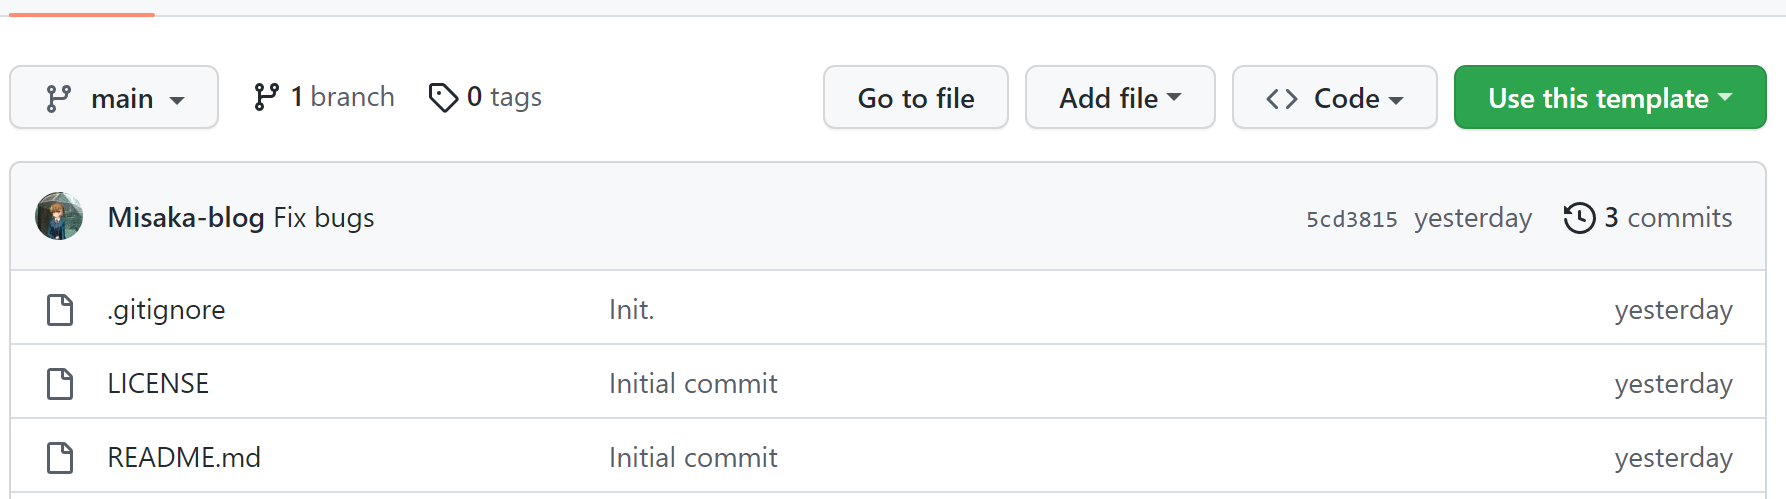 main 1 branch 0 tags Go to file Add file Code Use this template
Misaka-blog Fix bugs 5cd3815 yesterday 3 commits
.gitignore Init. yesterday
LICENSE Initial commit yesterday
README.md Initial commit yesterday